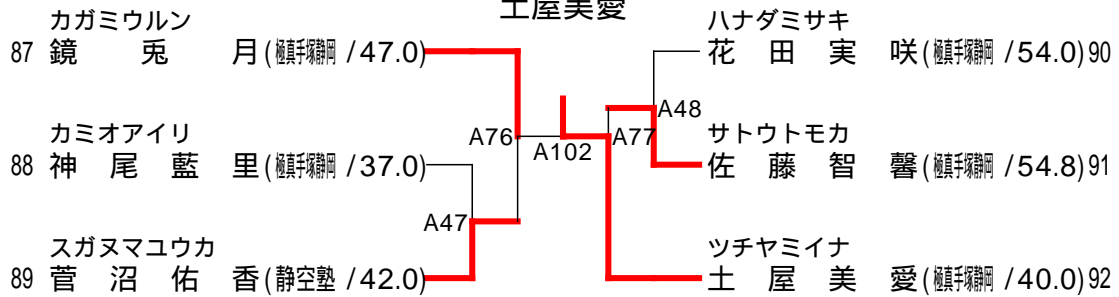 土屋美愛
カガミウルン
87 鏡 兎 月(極真手塚静岡 /47.0)
カミオアイリ
88 神 尾 藍 里(極真手塚静岡 /37.0)
スガヌマユウカ
89 菅 沼 佑 香(静空塾 /42.0)
A76
A47
A102
A77
A48
ハナダミサキ
花 田 実 咲(極真手塚静岡 /54.0)90
サトウトモカ
佐 藤 智 馨(極真手塚静岡 /54.8)91
ツチヤミイナ
土 屋 美 愛(極真手塚静岡 /40.0)92